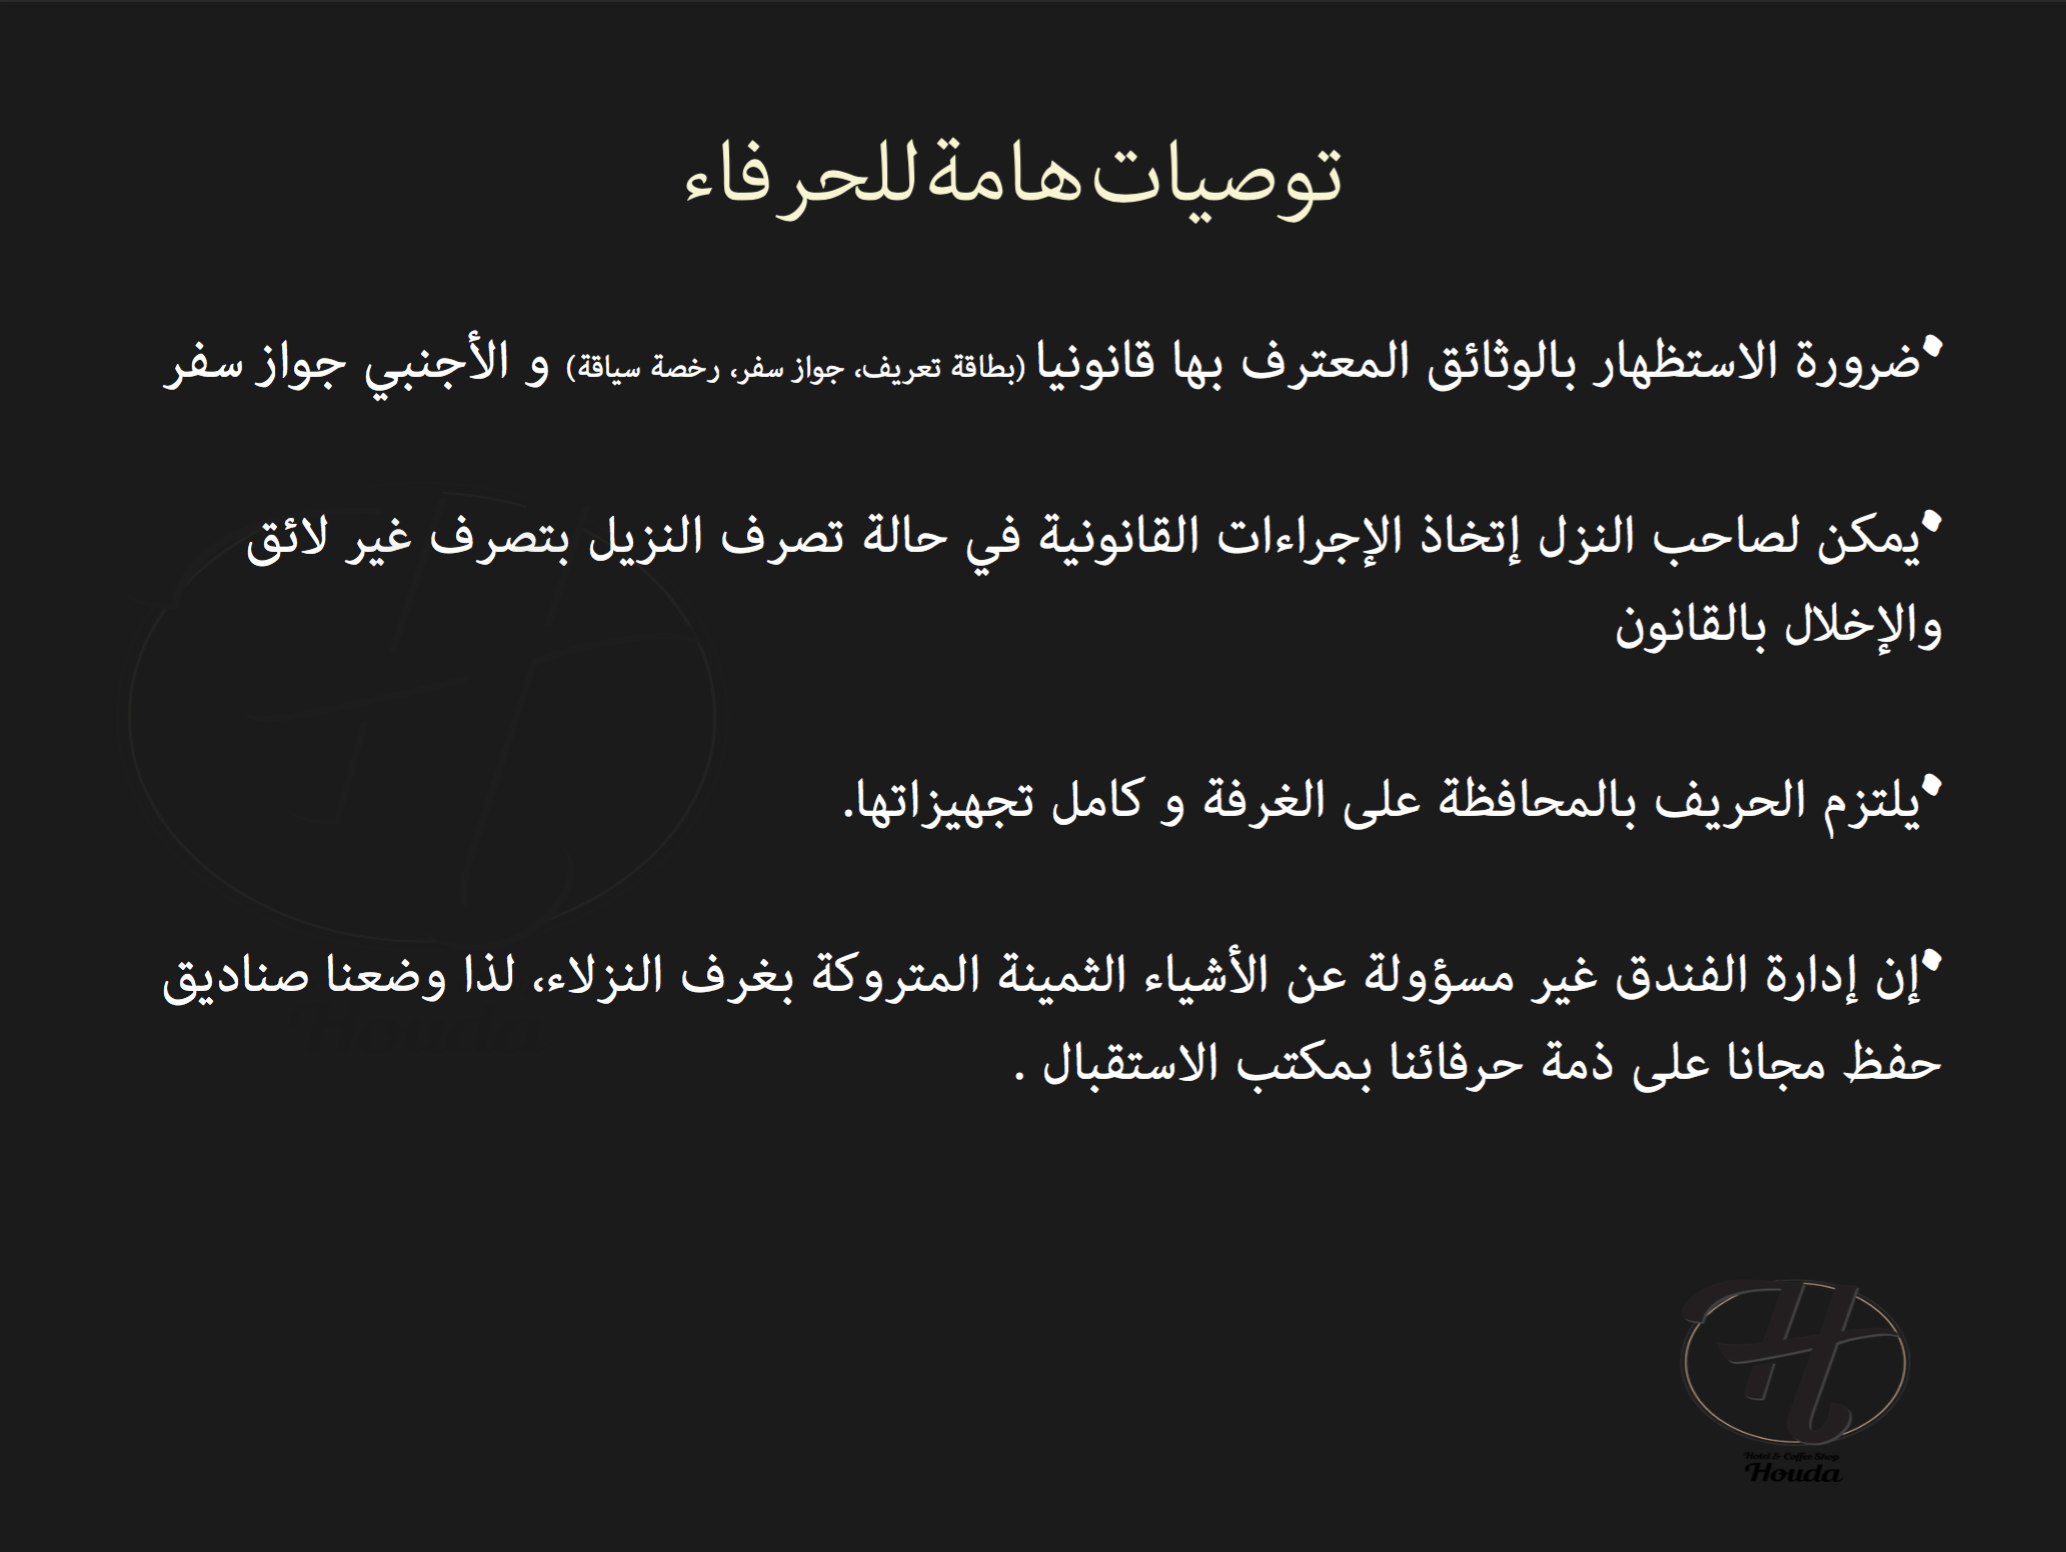 توصيات هامة للحرفاء
•ضرورة الاستظهار بالوثائق المعترف بها قانونيا (بطاقة تعريف، جواز سفر، رخصة سياقة) و الأجنبي جواز سفر
•يمكن لصاحب النزل إتخاذ الإجراءات القانونية في حالة تصرف النزيل بتصرف غير لائق
والإخلال بالقانون
•يلتزم الحريف بالمحافظة على الغرفة و كامل تجهيزاتها.
•إن إدارة الفندق غير مسؤولة عن الأشياء الثمينة المتروكة بغرف النزلاء، لذا وضعنا صناديق
حفظ مجانا على ذمة حرفائنا بمكتب الاستقبال .
H
Hotel & Coffee Shop
Houda